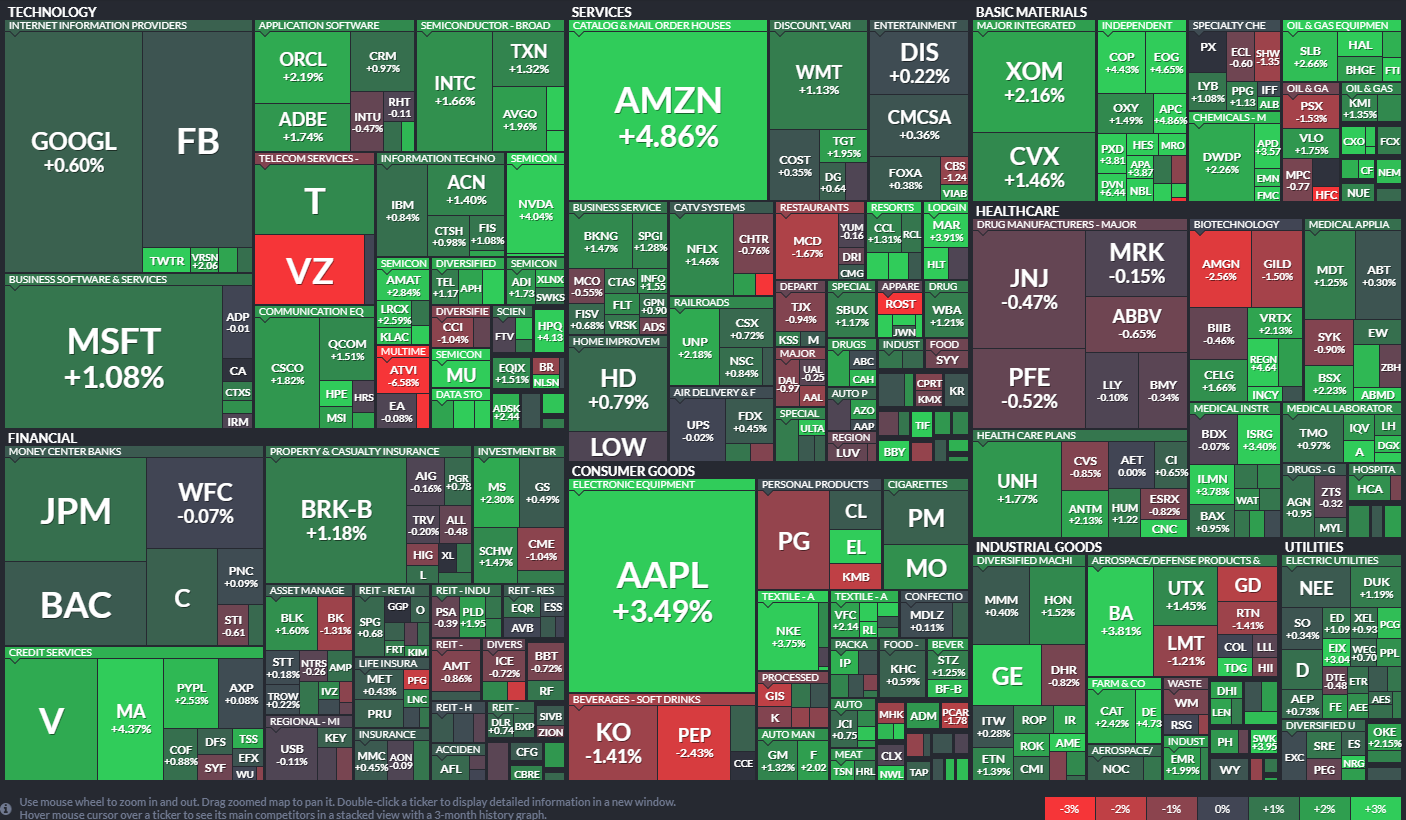 TECHNOLOGY
INTERNET INFORMATION PROVIDERS
GOOGL
+0.60%
FB
TWTR
VRSN
+2.06
APPLICATION SOFTWARE
ORCL
+2.19%
CRM
+0.97%
ADBE
+1.74%
INTU
-0.47%
RHT
-0.11
SEMICONDUCTOR - BROAD
INTC
+1.66%
TXN
+1.32%
AVGO
+1.96%
TELECOM SERVICES -
T
VZ
INFORMATION TECHNO
IBM
+0.84%
ACN
+1.40%
CTSH
+0.98%
FIS
+1.08%
SEMICON
NVDA
+4.04%
BUSINESS SOFTWARE & SERVICES
MSFT
+1.08%
ADP
-0.01
CA
CTXS
IRM
COMMUNICATION EQ
CSCO
+1.82%
QCOM
+1.51%
HPE
HRS
MSI
SEMICON
AMAT
+2.84%
LRCX
+2.59%
KLAC
DIVERSIFIED
TEL
+1.17
APH
SEMICON
ADI
+1.73
XLNX
SWKS
DIVERSIFIE
CCI
-1.04%
SCIEN
FTV
HPQ
+4.13
MULTIME
ATVI
-6.58%
EA
-0.08%
SEMICON
MU
EQIX
+1.51%
BR
NLSN
DATA STO
ADSK
+2.44
SERVICES
CATALOG & MAIL ORDER HOUSES
AMZN
+4.86%
DISCOUNT, VARI
WMT
+1.13%
COST
+0.35%
TGT
+1.95%
DG
+0.64
ENTERTAINMENT
DIS
+0.22%
CMCSA
+0.36%
FOXA
+0.38%
CBS
-1.24
VIAB
BUSINESS SERVICE
BKNG
+1.47%
SPGI
+1.28%
MCO
-0.55%
CTAS
INFO
+1.55
FISV
+0.68%
FLT
GPN
+0.90
VRSK
ADS
CATV SYSTEMS
NFLX
+1.46%
CHTR
-0.76%
RESTAURANTS
MCD
-1.67%
YUM
-0.16
DRI
CMG
RESORTS
CCL
+1.31%
RCL
LODGIN
MAR
+3.91%
HLT
RAILROADS
UNP
+2.18%
CSX
+0.72%
NSC
+0.84%
DEPART
TJX
-0.94%
KSS
M
SPECIAL
SBUX
+1.17%
APPARE
ROST
JWN
DRUG
WBA
+1.21%
HOME IMPROVEM
HD
+0.79%
LOW
MAJOR
DAL
-0.97
UAL
-0.25
AAL
DRUGS
ABC
CAH
INDUST
FOOD
SYY
CPRT
KMX
KR
AIR DELIVERY & F
UPS
-0.02%
FDX
+0.45%
SPECIAL
ULTA
AUTO P
AZO
AAP
REGION
LUV
TIF
BBY
BASIC MATERIALS
MAJOR INTEGRATED
XOM
+2.16%
CVX
+1.46%
INDEPENDENT
COP
+4.43%
EOG
+4.65%
OXY
+1.49%
APC
+4.86%
PXD
+3.81
HES
MRO
APA
+3.87
DVN
+6.44
NBL
SPECIALTY CHE
PX
ECL
-0.60
SHW
-1.35
LYB
+1.08%
PPG
+1.13
IFF
ALB
CHEMICALS - M
DWDP
+2.26%
APD
+3.57
EMN
FMC
OIL & GAS EQUIPMEN
SLB
+2.66%
HAL
BHGE
FTI
OIL & GA
PSX
-1.53%
VLO
+1.75%
MPC
-0.77
HFC
OIL & GAS
KMI
+1.35%
CXO
FCX
CF
NEM
NUE
HEALTHCARE
DRUG MANUFACTURERS - MAJOR
JNJ
-0.47%
MRK
-0.15%
PFE
-0.52%
ABBV
-0.65%
LLY
-0.10
BMY
-0.34%
BIOTECHNOLOGY
AMGN
-2.56%
GILD
-1.50%
BIIB
-0.46%
VRTX
+2.13%
CELG
+1.66%
REGN
+4.64
INCY
MEDICAL APPLIA
MDT
+1.25%
ABT
+0.30%
SYK
-0.90%
EW
BSX
+2.23%
ZBH
ABMD
HEALTH CARE PLANS
UNH
+1.77%
CVS
-0.85%
AET
0.00%
CI
+0.65%
ANTM
+2.13%
HUM
+1.22
ESRX
-0.82%
CNC
MEDICAL INSTR
BDX
-0.07%
ISRG
+3.40%
ILMN
+3.78%
WAT
BAX
+0.95%
MEDICAL LABORATOR
TMO
+0.97%
IQV
LH
A
DGX
DRUGS - G
AGN
+0.95
ZTS
-0.32
MYL
HOSPITA
HCA
FINANCIAL
MONEY CENTER BANKS
JPM
WFC
-0.07%
BAC
C
PNC
+0.09%
STI
-0.61
PROPERTY & CASUALTY INSURANCE
BRK-B
+1.18%
AIG
-0.16%
PGR
+0.78
TRV
-0.20%
ALL
-0.48
HIG
XL
L
INVESTMENT BR
MS
+2.30%
GS
+0.49%
SCHW
+1.47%
CME
-1.04%
CREDIT SERVICES
V
MA
+4.37%
PYPL
+2.53%
AXP
+0.08%
COF
+0.88%
DFS
TSS
SYF
EFX
WU
ASSET MANAGE
BLK
+1.60%
BK
-1.31%
STT
+0.18%
NTRS
-0.26
AMP
TROW
+0.22%
IVZ
REGIONAL - MI
USB
-0.11%
KEY
REIT - RETAI
SPG
+0.68
GGP
O
FRT
KIM
REIT - INDU
PSA
-0.39
PLD
+1.95
REIT - RES
EQR
ESS
AVB
LIFE INSURA
MET
+0.43%
PFG
LNC
PRU
REIT -
AMT
-0.86%
DIVERS
ICE
-0.72%
BBT
-0.72%
RF
INSURANCE
MMC
+0.45%
AON
-0.09
REIT - H
REIT -
DLR
+0.74
BXP
SIVB
ZION
ACCIDEN
AFL
CFG
CBRE
CONSUMER GOODS
ELECTRONIC EQUIPMENT
AAPL
+3.49%
PERSONAL PRODUCTS
PG
CL
EL
KMB
CIGARETTES
PM
MO
BEVERAGES - SOFT DRINKS
KO
-1.41%
PEP
-2.43%
CCE
TEXTILE - A
NKE
+3.75%
TEXTILE - A
VFC
+2.14
RL
CONFECTIO
MDLZ
+0.11%
PACKA
IP
FOOD -
KHC
+0.59%
BEVER
STZ
+1.25%
BF-B
PROCESSED
GIS
K
AUTO
JCI
+0.75
MHK
ADM
PCAR
-1.78
AUTO MAN
GM
+1.32%
F
+2.02
MEAT
TSN
HRL
CLX
NWL
TAP
INDUSTRIAL GOODS
DIVERSIFIED MACHI
MMM
+0.40%
HON
+1.52%
GE
DHR
-0.82%
ITW
+0.28%
ROP
IR
ROK
AME
ETN
+1.39%
CMI
AEROSPACE/DEFENSE PRODUCTS &
BA
+3.81%
UTX
+1.45%
GD
LMT
-1.21%
RTN
-1.41%
COL
LLL
TDG
HII
FARM & CO
CAT
+2.42%
DE
+4.73
AEROSPACE/
NOC
WASTE
WM
RSG
DHI
LEN
INDUST
EMR
+1.99%
PH
SWK
+3.95
WY
UTILITIES
ELECTRIC UTILITIES
NEE
DUK
+1.19%
SO
+0.34%
ED
+1.09
XEL
+0.93
PCG
D
EIX
+3.04
WEC
+0.70
PPL
DTE
-0.48
ETR
AEP
+0.73%
FE
AEE
AES
DIVERSIFIED U
EXC
SRE
ES
OKE
+2.15%
PEG
NRG
Use mouse wheel to zoom in and out. Drag zoomed map to pan it. Double-click a ticker to display detailed information in a new window.
Hover mouse cursor over a ticker to see its main competitors in a stacked view with a 3-month history graph.
-3%
-2%
-1%
0%
+1%
+2%
+3%